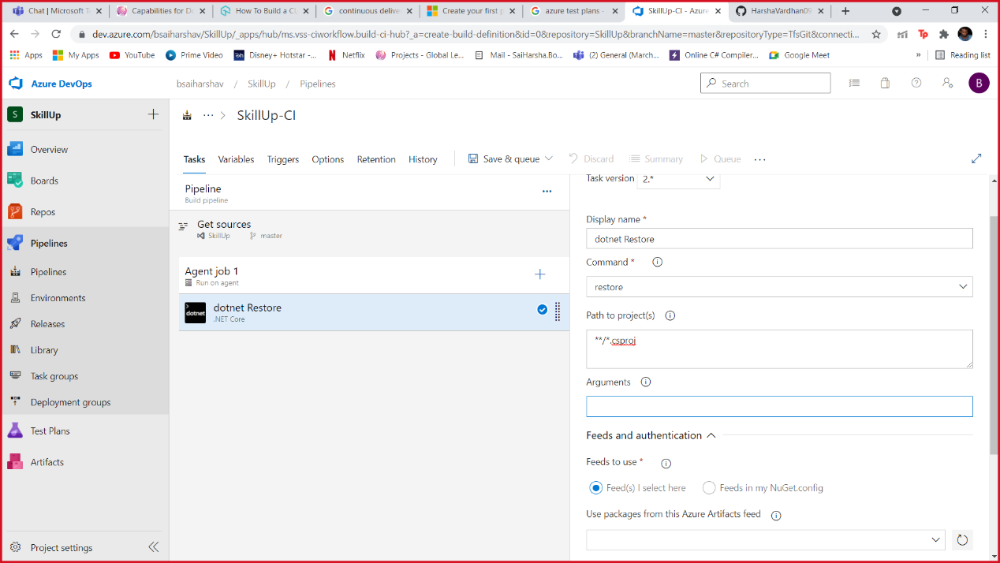 Chat | Microsoft T
Capabilities for D
How To Build a C
continuous delive
Create your first p
azure test plans -
SkillUp-CI - Azure
HarshaVardhan09
dev.azure.com/bsaiharshav/SkillUp/_apps/hub/ms.vss-ciworkflow.build-ci-hub?_a=create-build-definition&id=0&repository=SkillUp&branchName=master&repositoryType=TfsGit&connecti...
Apps
My Apps
YouTube
Prime Video
Disney+ Hotstar -...
Netflix
Projects - Global Le...
Mail - SaiHarsha.Bo...
(2) General (March...
Online C# Compiler...
Google Meet
»
Reading list
Azure DevOps
bsaiharshav / SkillUp / Pipelines
Search
B
S SkillUp
Overview
Boards
Repos
Pipelines
Pipelines
Environments
Releases
Library
Task groups
Deployment groups
Test Plans
Artifacts
Project settings
... > SkillUp-CI
Tasks Variables Triggers Options Retention History
Save & queue
Discard
Summary
Queue
...
Pipeline
Build pipeline
...
Get sources
SkillUp master
Agent job 1
Run on agent
dotnet
dotnet Restore
.NET Core
Task version 2.*
Display name *
dotnet Restore
Command *
restore
Path to project(s)
**/*.csproj
Arguments
Feeds and authentication
Feeds to use *
Feed(s) I select here
Feeds in my NuGet.config
Use packages from this Azure Artifacts feed